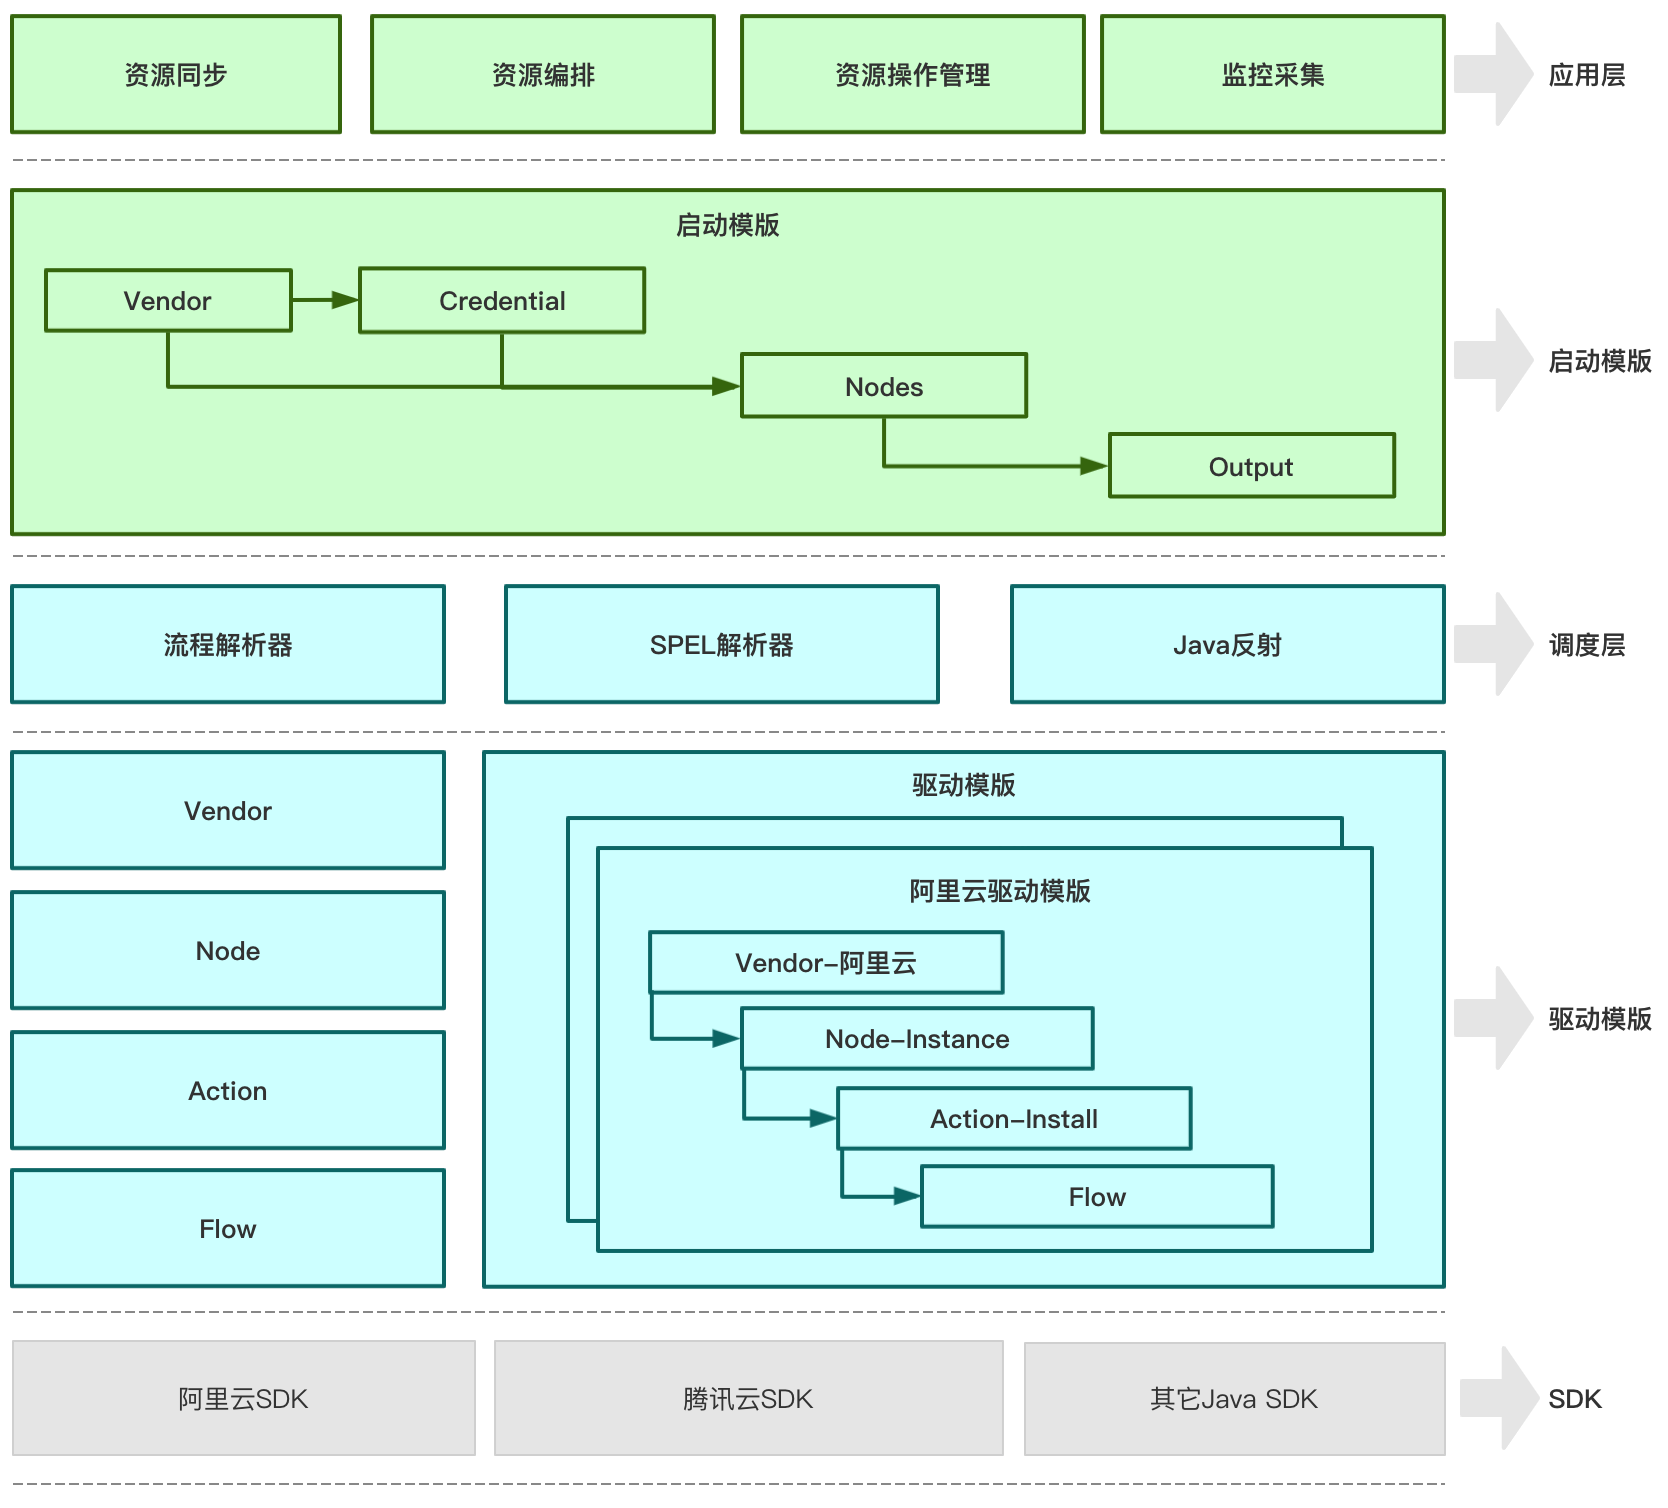 资源同步
资源编排
资源操作管理
监控采集
应用层
启动模版
Vendor
Credential
Nodes
Output
启动模版
流程解析器
SPEL解析器
Java反射
调度层
Vendor
Node
Action
Flow
驱动模版
阿里云驱动模版
Vendor-阿里云
Node-Instance
Action-Install
Flow
驱动模版
阿里云SDK
腾讯云SDK
其它Java SDK
SDK